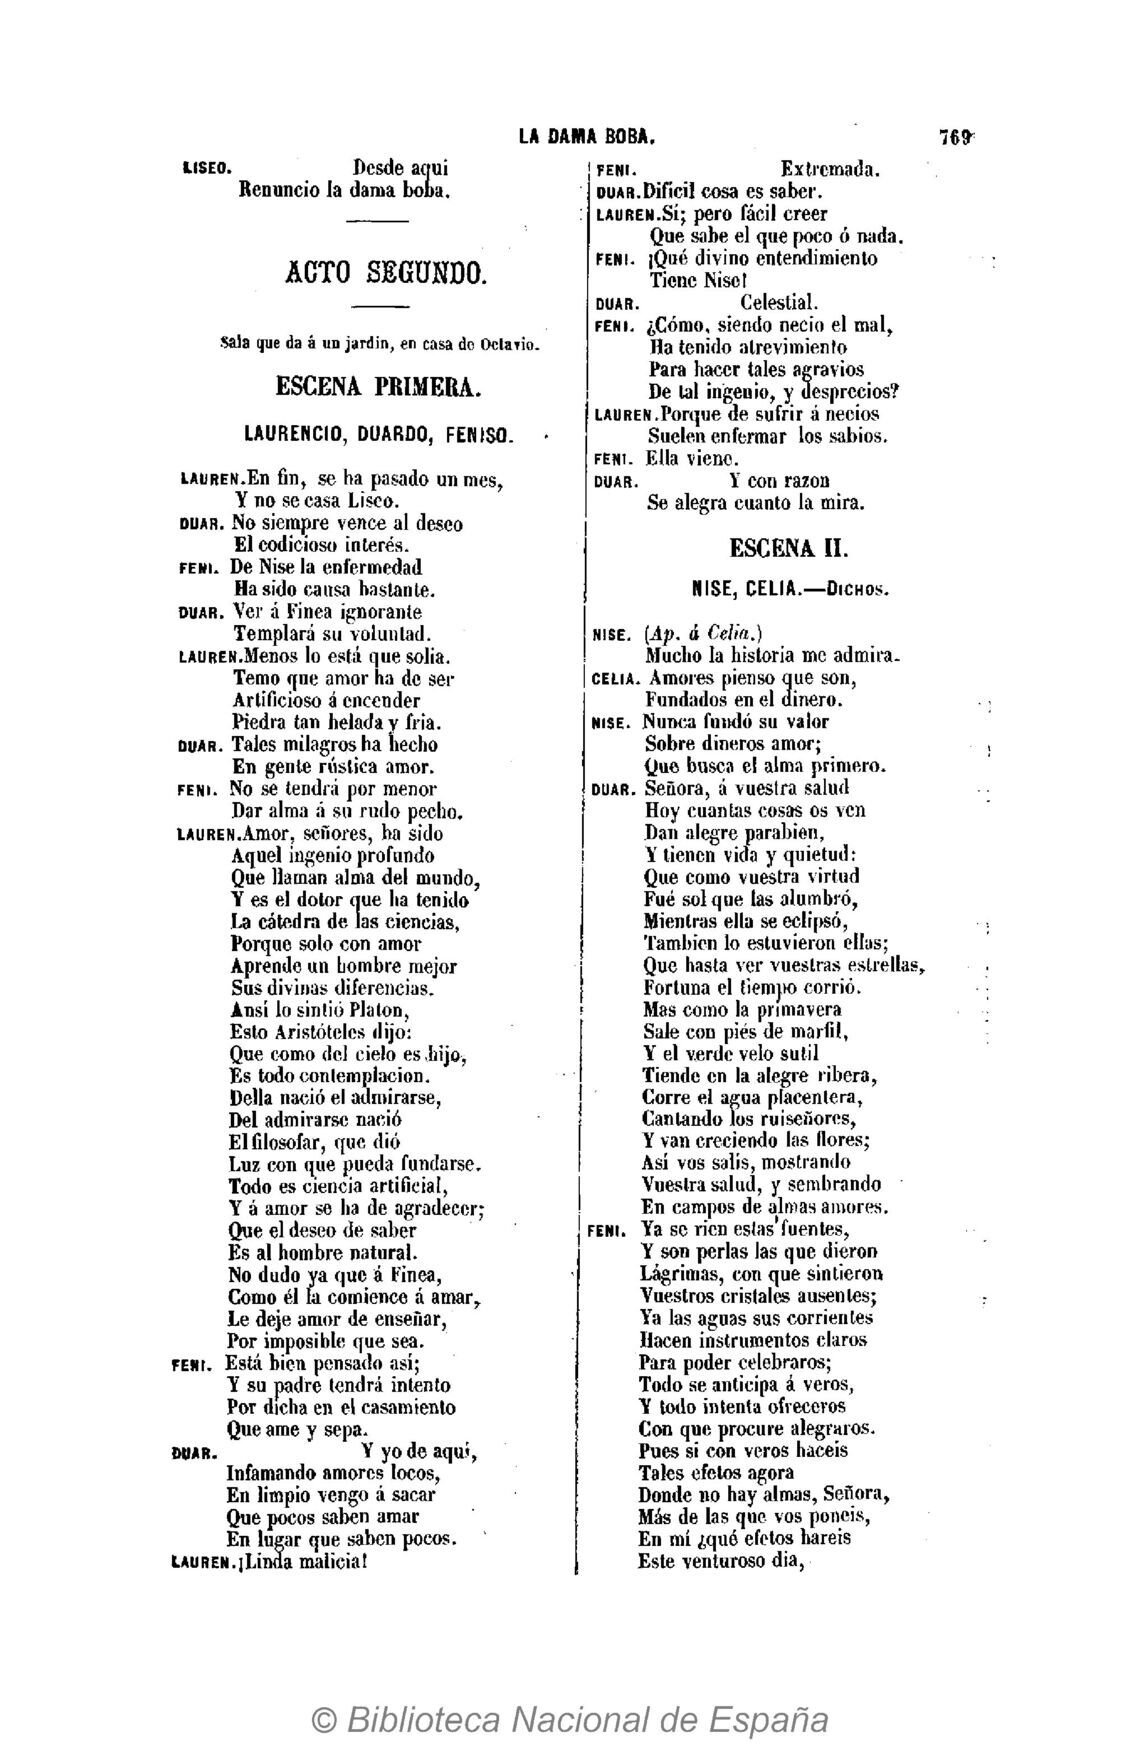 LA DAMA BOBA.
769
LISEO. Desde aqui
Renuncio la dama boba.
ACTO SEGUNDO.
Sala que da á un jardin, en casa de Octavio.
ESCENA PRIMERA.
LAURENCIO, DUARDO, FENISO.
LAUREN. En fin, se ha pasado un mes,
Y no se casa Liseo.
DUAR. No siempre vence al deseo
El codicioso interés.
FENI. De Nise la enfermedad
Ha sido causa bastante.
DUAR. Ver á Finea ignorante
Templará su voluntad.
LAUREN. Menos lo está que solia.
Temo que amor ha de ser
Artificioso á encender
Piedra tan helada y fria.
DUAR. Tales milagros ha hecho
En gente rústica amor.
FENI. No se tendrá por menor
Dar alma á su rudo pecho.
LAUREN. Amor, señores, ha sido
Aquel ingenio profundo
Que llaman alma del mundo,
Y es el dotor que ha tenido
La cátedra de las ciencias,
Porque solo con amor
Aprende un hombre mejor
Sus divinas diferencias.
Ansí lo sintió Platon,
Esto Aristóteles dijo:
Que como del cielo es hijo,
Es todo contemplacion.
Della nació el admirarse,
Del admirarse nació
El filosofar, que dió
Luz con que pueda fundarse.
Todo es ciencia artificial,
Y á amor se ha de agradecer;
Que el deseo de saber
Es al hombre natural.
No dudo ya que á Finea,
Como él la comience á amar,
Le deje amor de enseñar,
Por imposible que sea.
FENI. Está bien pensado así;
Y su padre tendrá intento
Por dicha en el casamiento
Que ame y sepa.
DUAR. Y yo de aquí,
Infamando amores locos,
En limpio vengo á sacar
Que pocos saben amar
En lugar que saben pocos.
LAUREN. ¡Linda malicia!
FENI. Extremada.
DUAR. Dificil cosa es saber.
LAUREN. Sí; pero fácil creer
Que sabe el que poco ó nada.
FENI. ¡Qué divino entendimiento
Tiene Nise!
DUAR. Celestial.
FENI. ¿Cómo, siendo necio el mal,
Ha tenido atrevimiento
Para hacer tales agravios
De tal ingenio, y desprecios?
LAUREN. Porque de sufrir á necios
Suelen enfermar los sabios.
FENI. Ella viene.
DUAR. Y con razon
Se alegra cuanto la mira.
ESCENA II.
NISE, CELIA.—DICHOS.
NISE. (Ap. á Celia.)
Mucho la historia me admira.
CELIA. Amores pienso que son,
Fundados en el dinero.
NISE. Nunca fundó su valor
Sobre dineros amor;
Que busca el alma primero.
DUAR. Señora, á vuestra salud
Hoy cuantas cosas os ven
Dan alegre parabien,
Y tienen vida y quietud:
Que como vuestra virtud
Fué sol que las alumbró,
Mientras ella se eclipsó,
Tambien lo estuvieron ellas;
Que hasta ver vuestras estrellas,
Fortuna el tiempo corrió.
Mas como la primavera
Sale con piés de marfil,
Y el verde velo sutil
Tiende en la alegre ribera,
Corre el agua placentera,
Cantando los ruiseñores,
Y van creciendo las flores;
Así vos salís, mostrando
Vuestra salud, y sembrando
En campos de almas amores.
FENI. Ya se rien estas fuentes,
Y son perlas las que dieron
Lágrimas, con que sintieron
Vuestros cristales ausentes;
Ya las aguas sus corrientes
Hacen instrumentos claros
Para poder celebraros;
Todo se anticipa á veros,
Y todo intenta ofreceros
Con que procure alegraros.
Pues si con veros haceis
Tales efetos agora
Donde no hay almas, Señora,
Más de las que vos poneis,
En mí ¿qué efetos hareis
Este venturoso dia,
© Biblioteca Nacional de España